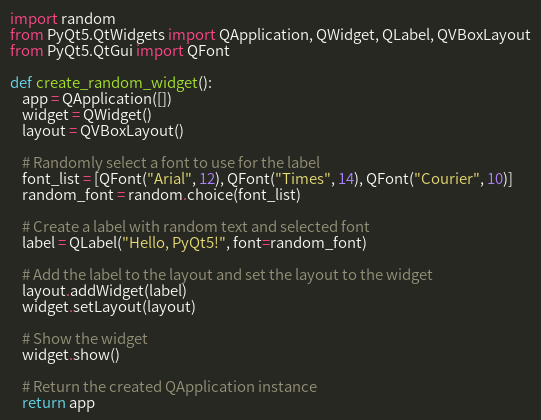 import random
from PyQt5.QtWidgets import QApplication, QWidget, QLabel, QVBoxLayout
from PyQt5.QtGui import QFont

def create_random_widget():
    app = QApplication([])
    widget = QWidget()
    layout = QVBoxLayout()

    # Randomly select a font to use for the label
    font_list = [QFont("Arial", 12), QFont("Times", 14), QFont("Courier", 10)]
    random_font = random.choice(font_list)

    # Create a label with random text and selected font
    label = QLabel("Hello, PyQt5!", font=random_font)

    # Add the label to the layout and set the layout to the widget
    layout.addWidget(label)
    widget.setLayout(layout)

    # Show the widget
    widget.show()

    # Return the created QApplication instance
    return app